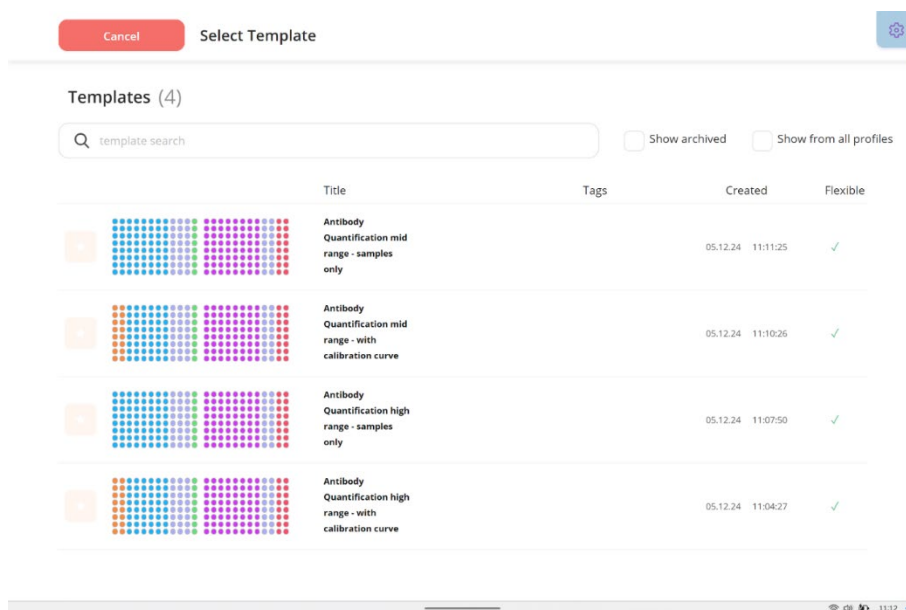 Cancel
Select Template
Templates (4)
template search
Show archived
Show from all profiles
Title
Tags
Created
Flexible
Antibody
Quantification mid
range - samples
only
05.12.24 11:11:25
Antibody
Quantification mid
range - with
calibration curve
05.12.24 11:10:26
Antibody
Quantification high
range - samples
only
05.12.24 11:07:50
Antibody
Quantification high
range - with
calibration curve
05.12.24 11:04:27
11:12